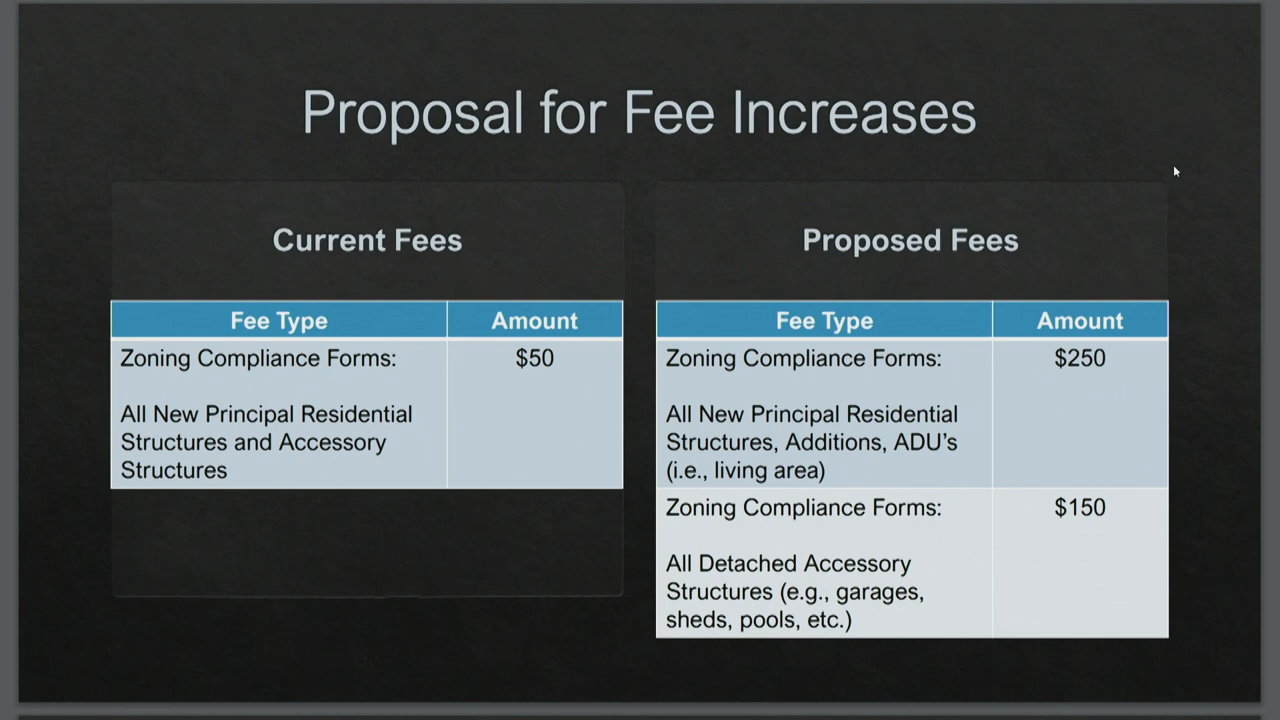 Proposal for Fee Increases
Current Fees
Fee Type
Amount
Zoning Compliance Forms:
$50
All New Principal Residential
Structures and Accessory
Structures
Proposed Fees
Fee Type
Amount
Zoning Compliance Forms:
$250
All New Principal Residential
Structures, Additions, ADU’s
(i.e., living area)
Zoning Compliance Forms:
$150
All Detached Accessory
Structures (e.g., garages,
sheds, pools, etc.)